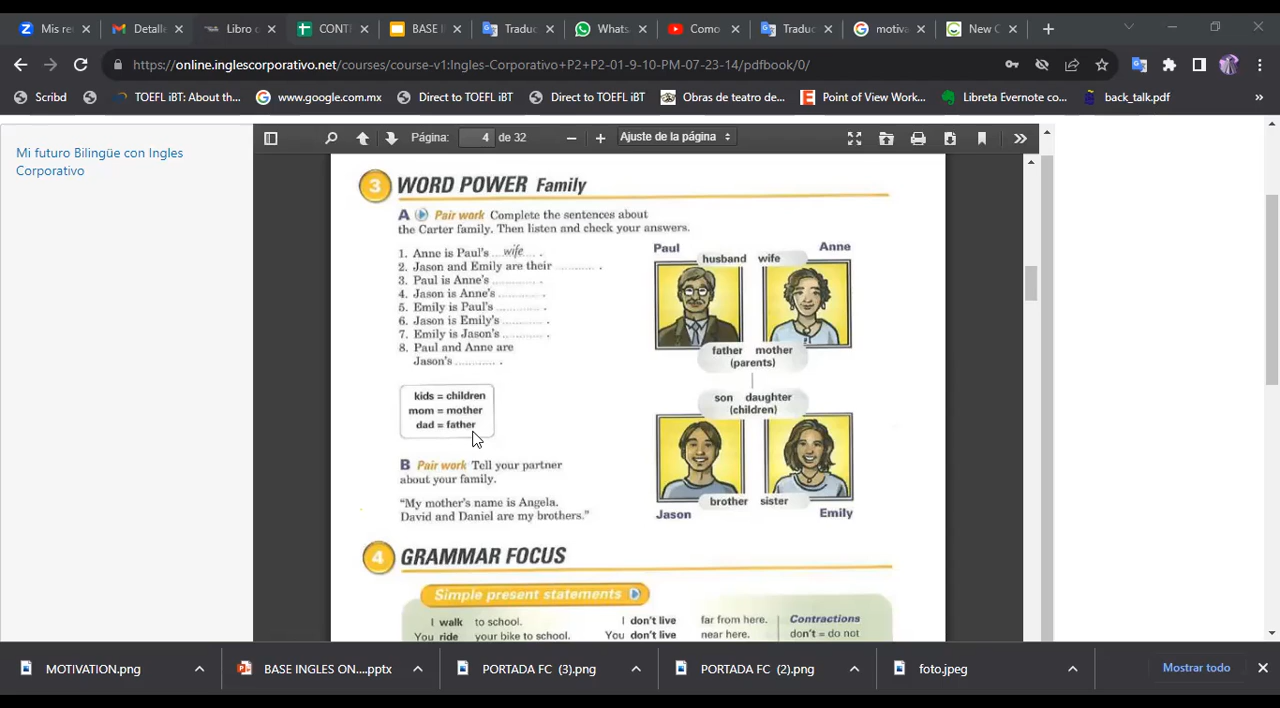 Mis re
Detalle
Libro
CONT
BASE I
Traduc
Whats
Como
Traduc
motiva
New C
https://online.inglescorporativo.net/courses/course-v1:Ingles-Corporativo+P2+P2-01-9-10-PM-07-23-14/pdfbook/0/
Scribd
TOEFL iBT: About th...
www.google.com.mx
Direct to TOEFL iBT
Direct to TOEFL iBT
Obras de teatro de...
Point of View Work...
Libreta Evernote co...
back_talk.pdf
»
Mi futuro Bilingüe con Ingles
Corporativo
Página: 4 de 32
Ajuste de la página
3 WORD POWER Family
A Pair work Complete the sentences about
the Carter family. Then listen and check your answers.
1. Anne is Paul's wife .
2. Jason and Emily are their ........... .
3. Paul is Anne's ............ .
4. Jason is Anne's ............ .
5. Emily is Paul's ............ .
6. Jason is Emily's ........... .
7. Emily is Jason's ........... .
8. Paul and Anne are
Jason's ............ .
kids = children
mom = mother
dad = father
Paul
Anne
husband wife
father mother
(parents)
son daughter
(children)
brother sister
Jason
Emily
B Pair work Tell your partner
about your family.
"My mother's name is Angela.
David and Daniel are my brothers."
4 GRAMMAR FOCUS
Simple present statements
I walk to school. I don't live far from here. Contractions
You ride your bike to school. You don't live near here. don't = do not
MOTIVATION.png
BASE INGLES ON....pptx
PORTADA FC (3).png
PORTADA FC (2).png
foto.jpeg
Mostrar todo